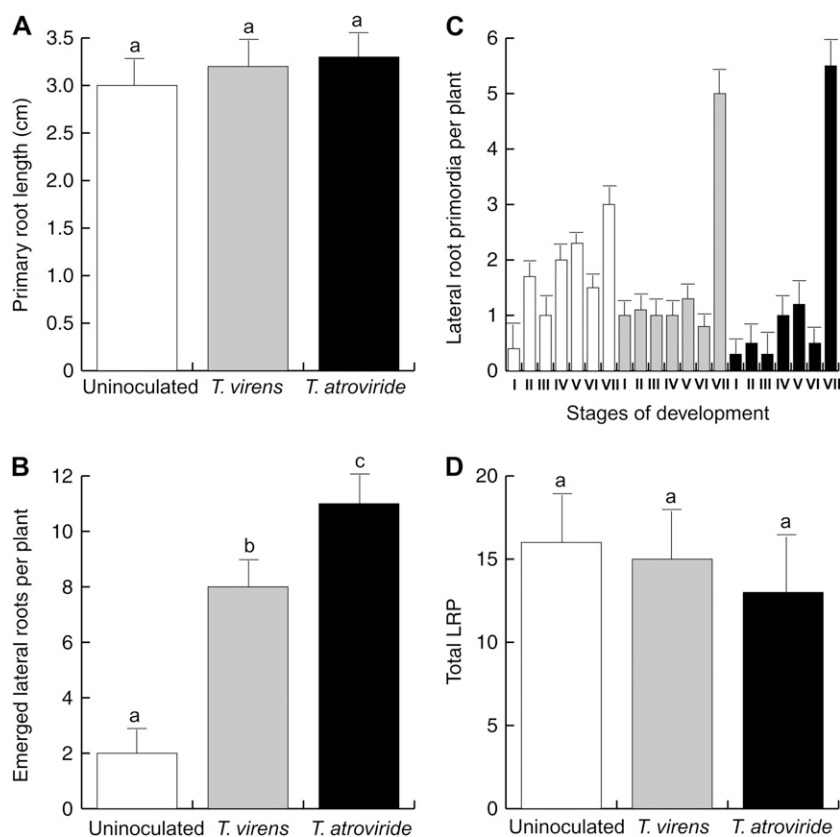 A
Primary root length (cm)
3.5
3.0
2.5
2.0
1.5
1.0
0.5
0
a
a
a
Uninoculated
T. virens
T. atroviride
C
Lateral root primordia per plant
6
5
4
3
2
1
0
I II III IV V VI VII I II III IV V VI VII I II III IV V VI VII
Stages of development
B
Emerged lateral roots per plant
12
10
8
6
4
2
0
a
b
c
Uninoculated
T. virens
T. atroviride
D
Total LRP
20
15
10
5
0
a
a
a
Uninoculated
T. virens
T. atroviride